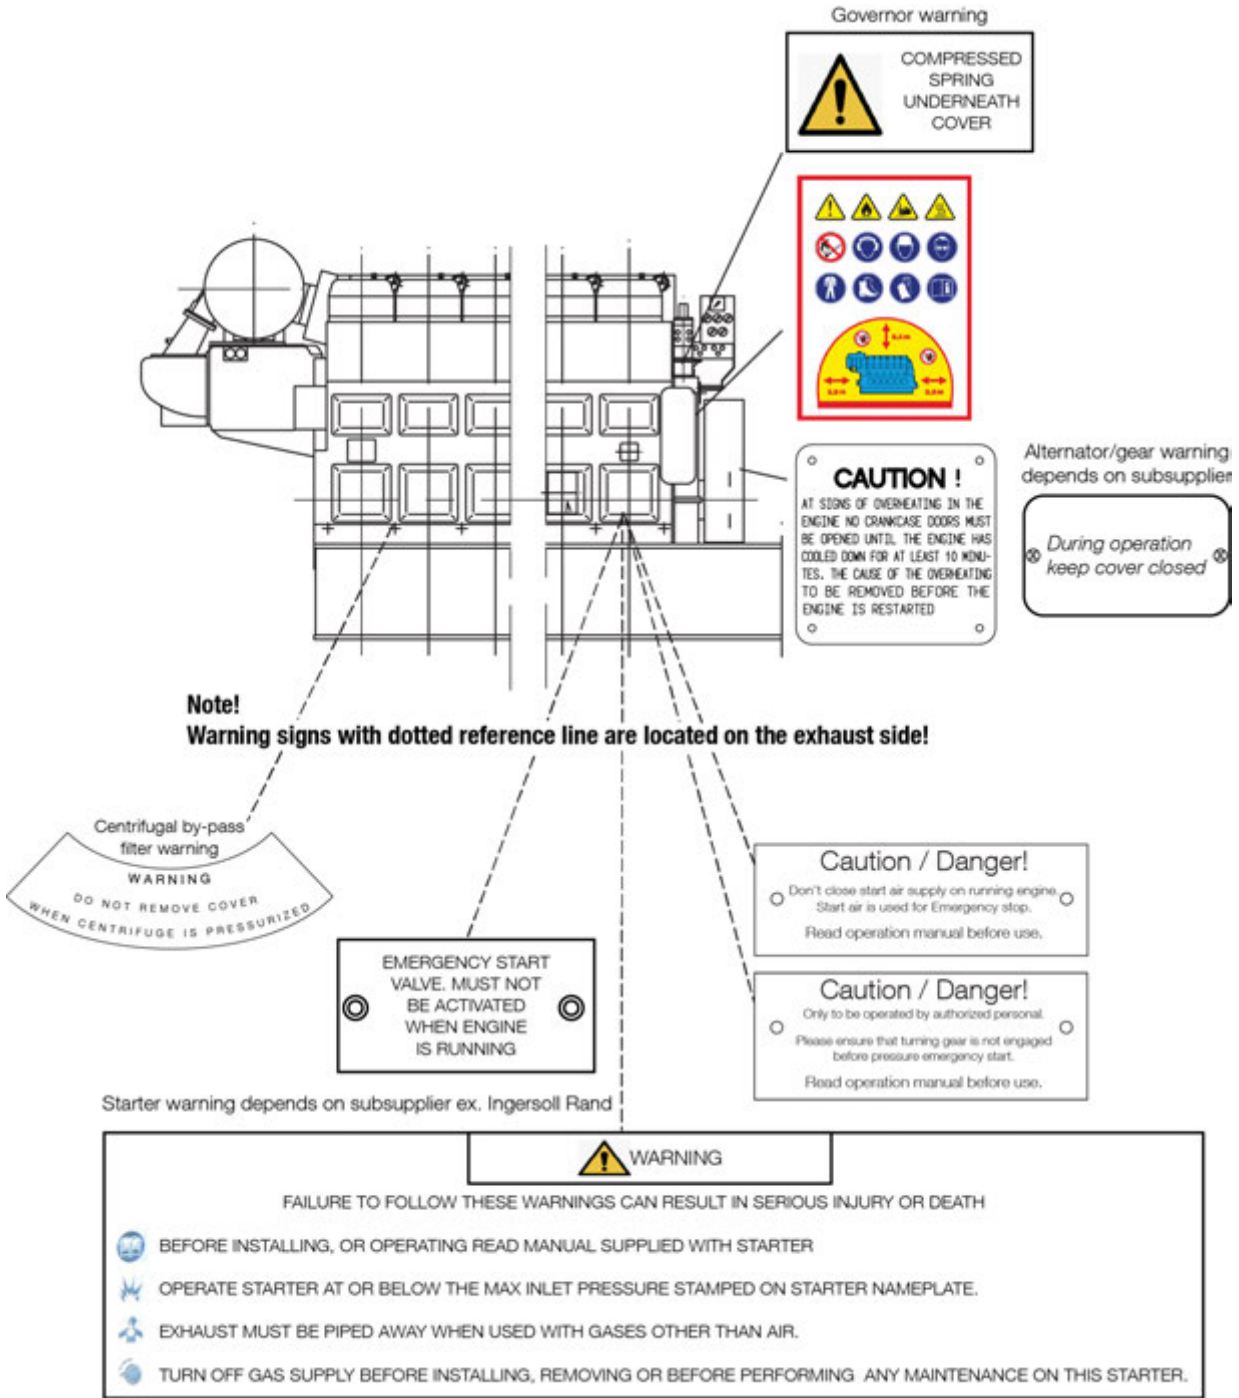 Governor warning
COMPRESSED
SPRING
UNDERNEATH
COVER
CAUTION !
AT SIGNS OF OVERHEATING IN THE
ENGINE NO CRANKCASE DOORS MUST
BE OPENED UNTIL THE ENGINE HAS
COOLED DOWN FOR AT LEAST 10 MINU-
TES. THE CAUSE OF THE OVERHEATING
TO BE REMOVED BEFORE THE
ENGINE IS RESTARTED
Alternator/gear warning
depends on subsupplier
During operation
keep cover closed
Note!
Warning signs with dotted reference line are located on the exhaust side!
Centrifugal by-pass
filter warning
WARNING
DO NOT REMOVE COVER
WHEN CENTRIFUGE IS PRESSURIZED
EMERGENCY START
VALVE. MUST NOT
BE ACTIVATED
WHEN ENGINE
IS RUNNING
Caution / Danger!
Don't close start air supply on running engine.
Start air is used for Emergency stop.
Read operation manual before use.
Caution / Danger!
Only to be operated by authorized personal.
Please ensure that turning gear is not engaged
before pressure emergency start.
Read operation manual before use.
Starter warning depends on subsupplier ex. Ingersoll Rand
WARNING
FAILURE TO FOLLOW THESE WARNINGS CAN RESULT IN SERIOUS INJURY OR DEATH
BEFORE INSTALLING, OR OPERATING READ MANUAL SUPPLIED WITH STARTER
OPERATE STARTER AT OR BELOW THE MAX INLET PRESSURE STAMPED ON STARTER NAMEPLATE.
EXHAUST MUST BE PIPED AWAY WHEN USED WITH GASES OTHER THAN AIR.
TURN OFF GAS SUPPLY BEFORE INSTALLING, REMOVING OR BEFORE PERFORMING ANY MAINTENANCE ON THIS STARTER.